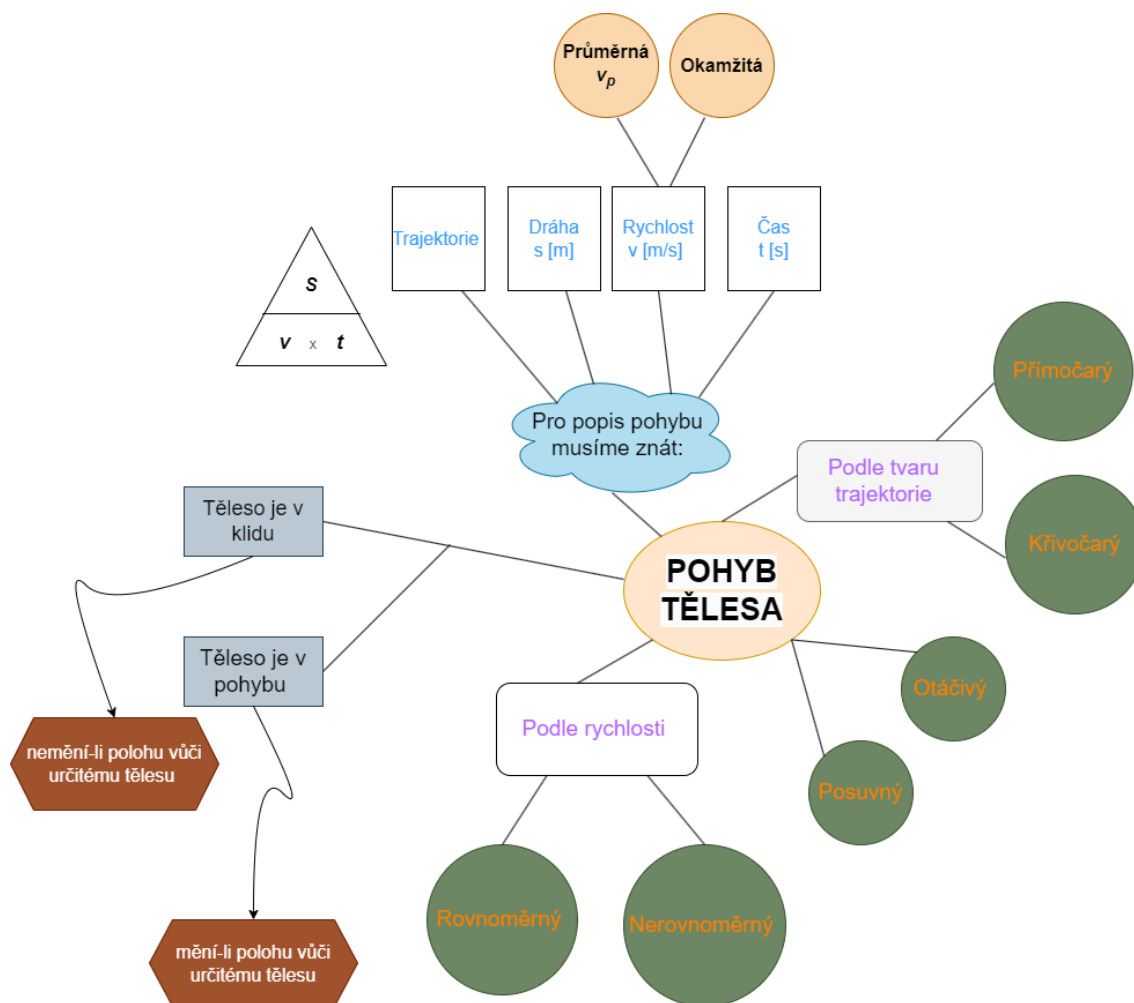 Průměrná
vp
Okamžitá
Trajektorie
Dráha
s [m]
Rychlost
v [m/s]
Čas
t [s]
s
v x t
Pro popis pohybu
musíme znát:
Přímočarý
Podle tvaru
trajektorie
Křivočarý
Těleso je v
klidu
POHYB
TĚLESA
Těleso je v
pohybu
Otáčivý
Podle rychlosti
Posuvný
nemění-li polohu vůči
určitému tělesu
Rovnoměrný
Nerovnoměrný
mění-li polohu vůči
určitému tělesu